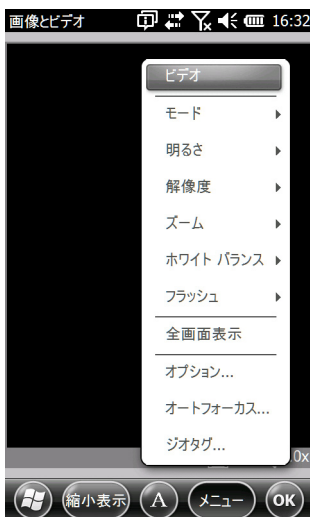 画像とビデオ 16:32
ビデオ
モード
明るさ
解像度
ズーム
ホワイト バランス
フラッシュ
全画面表示
オプション...
オートフォーカス...
ジオタグ...
0x
縮小表示 A メニュー OK